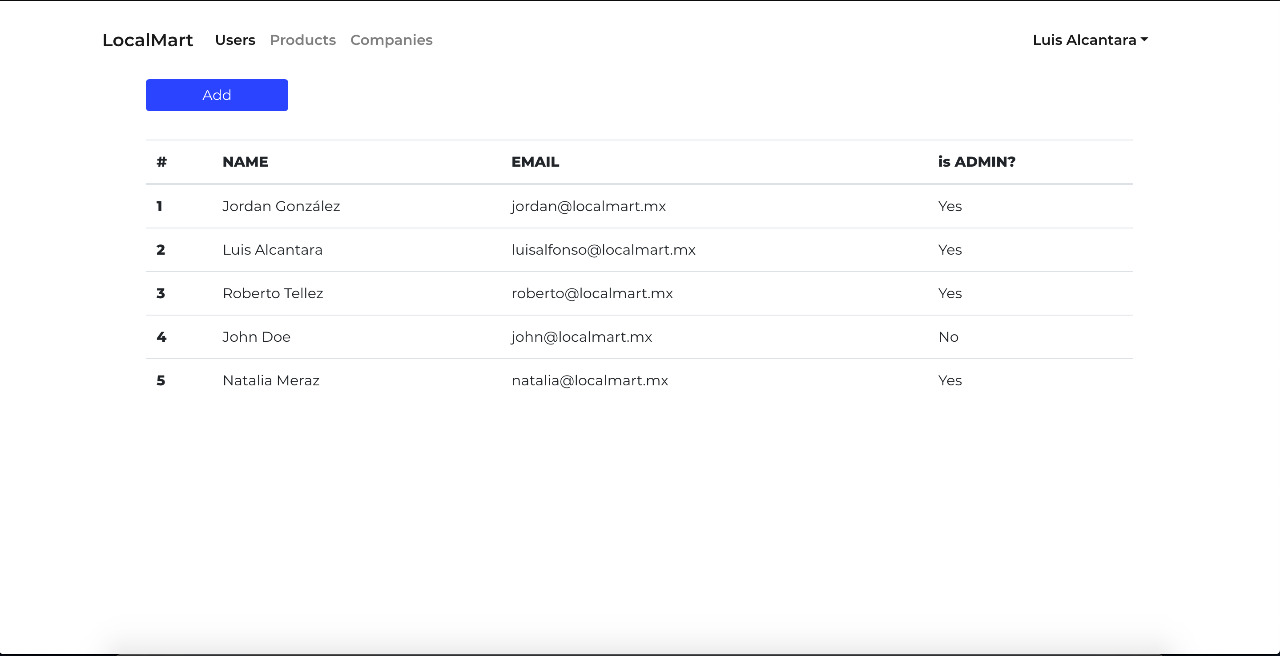 LocalMart Users Products Companies Luis Alcantara
Add
# NAME EMAIL is ADMIN?
1 Jordan González jordan@localmart.mx Yes
2 Luis Alcantara luisalfonso@localmart.mx Yes
3 Roberto Tellez roberto@localmart.mx Yes
4 John Doe john@localmart.mx No
5 Natalia Meraz natalia@localmart.mx Yes